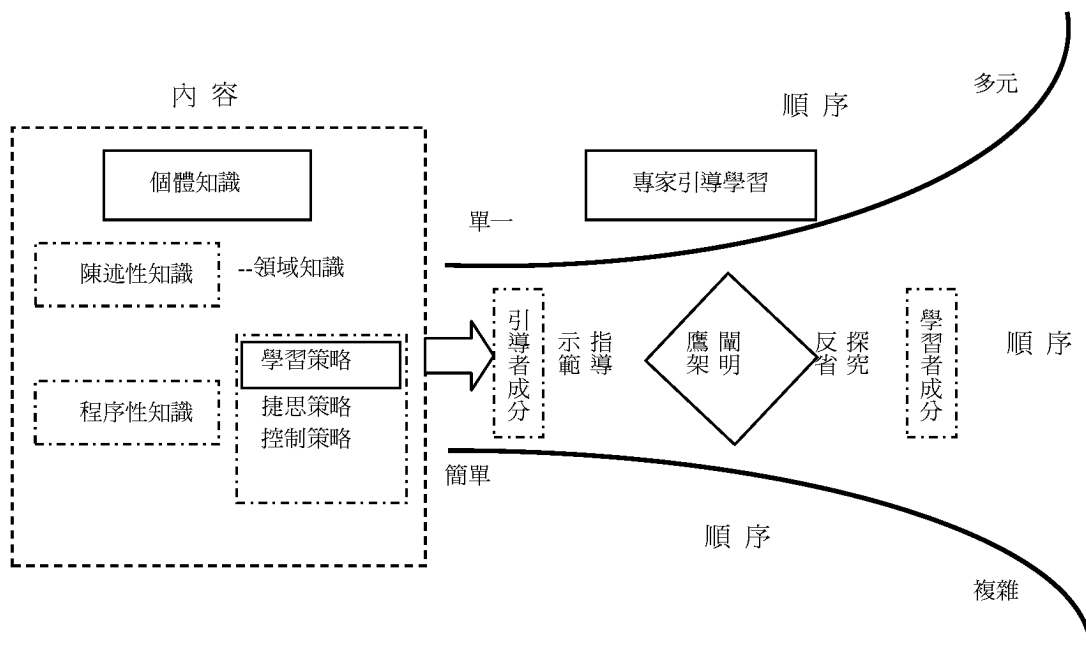 內 容
順 序
多元
個體知識
專家引導學習
單一
陳述性知識
--領域知識
引導者成分
示範
指導
鷹架
闡明
反省
探究
學習者成分
順 序
學習策略
程序性知識
捷思策略
控制策略
簡單
順 序
複雜